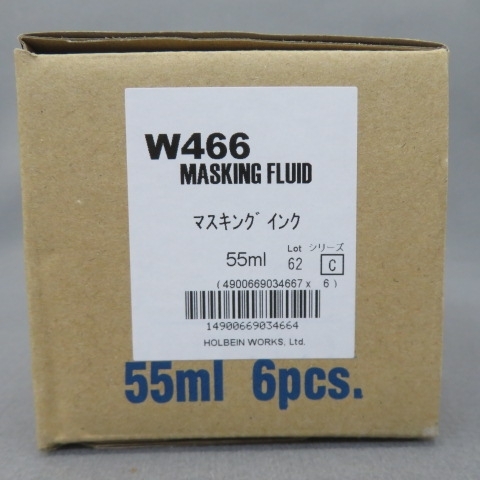 W466
MASKING FLUID
マスキングインク
Lot シリーズ
55ml 62 C
(4900669034667 x 6)
14900669034664
HOLBEIN WORKS, Ltd.
55ml 6pcs.